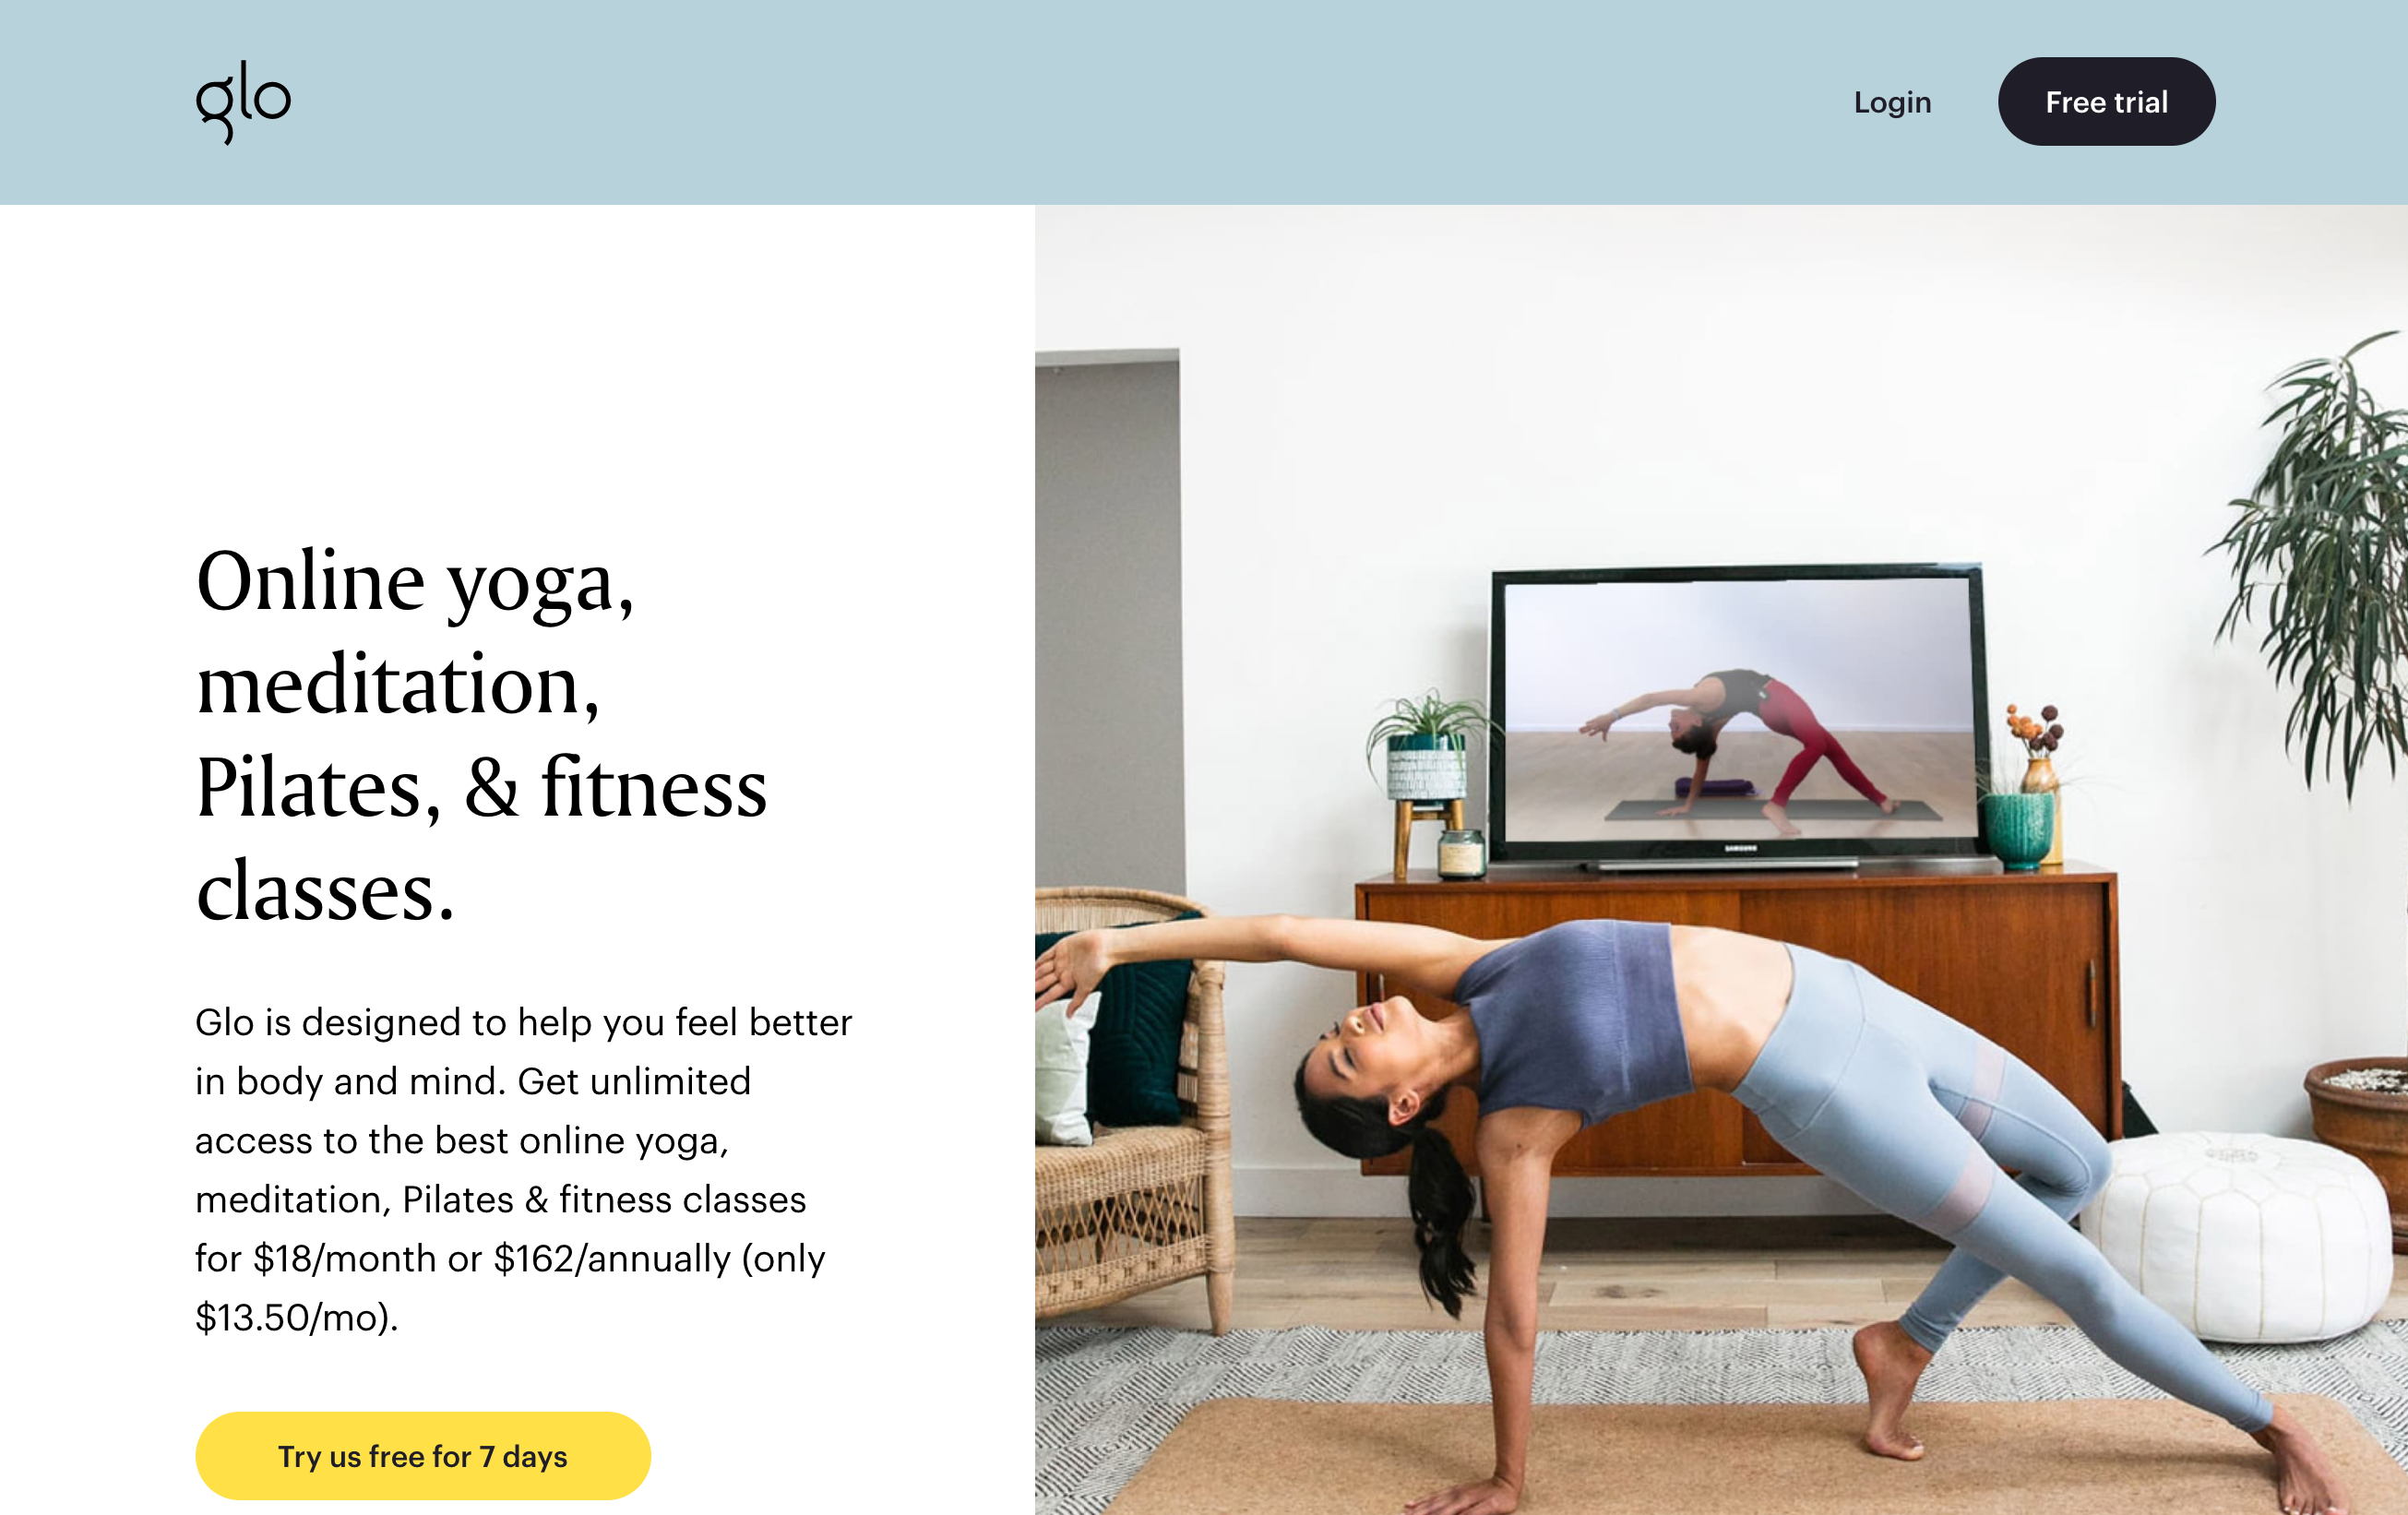 glo
Login
Free trial
Online yoga,
meditation,
Pilates, & fitness
classes.
Glo is designed to help you feel better
in body and mind. Get unlimited
access to the best online yoga,
meditation, Pilates & fitness classes
for $18/month or $162/annually (only
$13.50/mo).
Try us free for 7 days
SAMSUNG